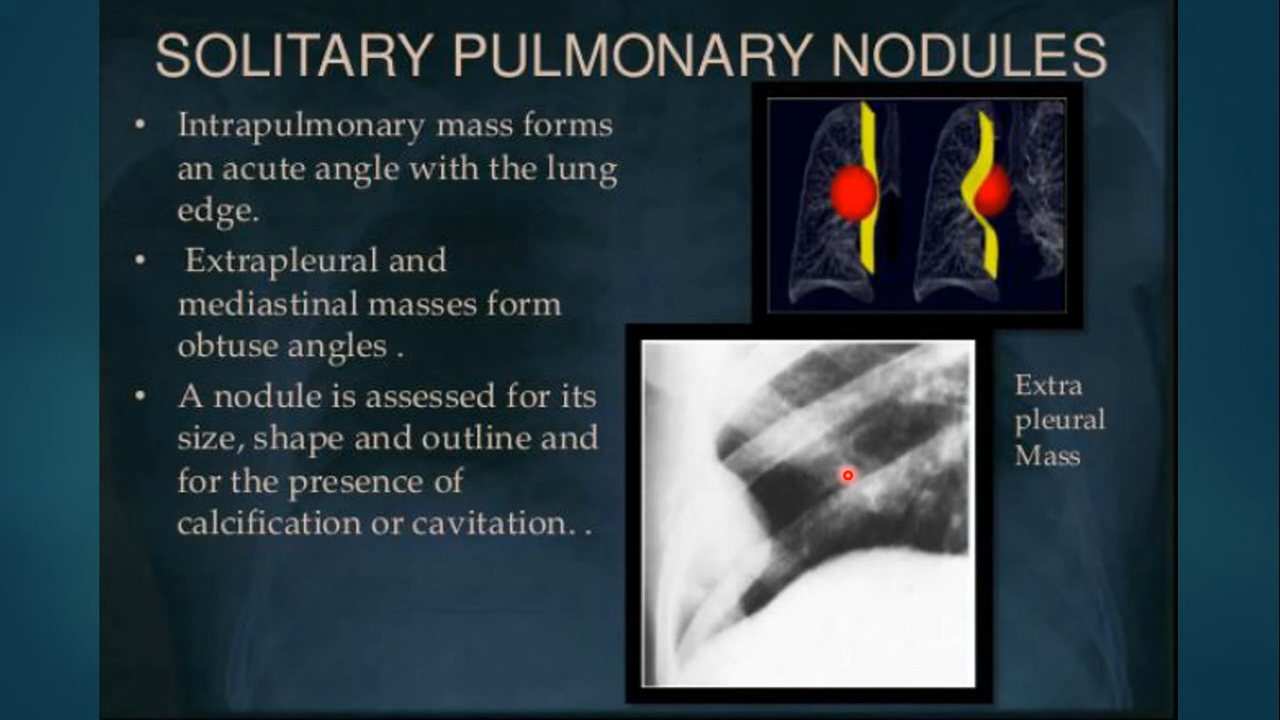 SOLITARY PULMONARY NODULES
• Intrapulmonary mass forms
an acute angle with the lung
edge.
• Extrapleural and
mediastinal masses form
obtuse angles .
• A nodule is assessed for its
size, shape and outline and
for the presence of
calcification or cavitation. .
Extra
pleural
Mass